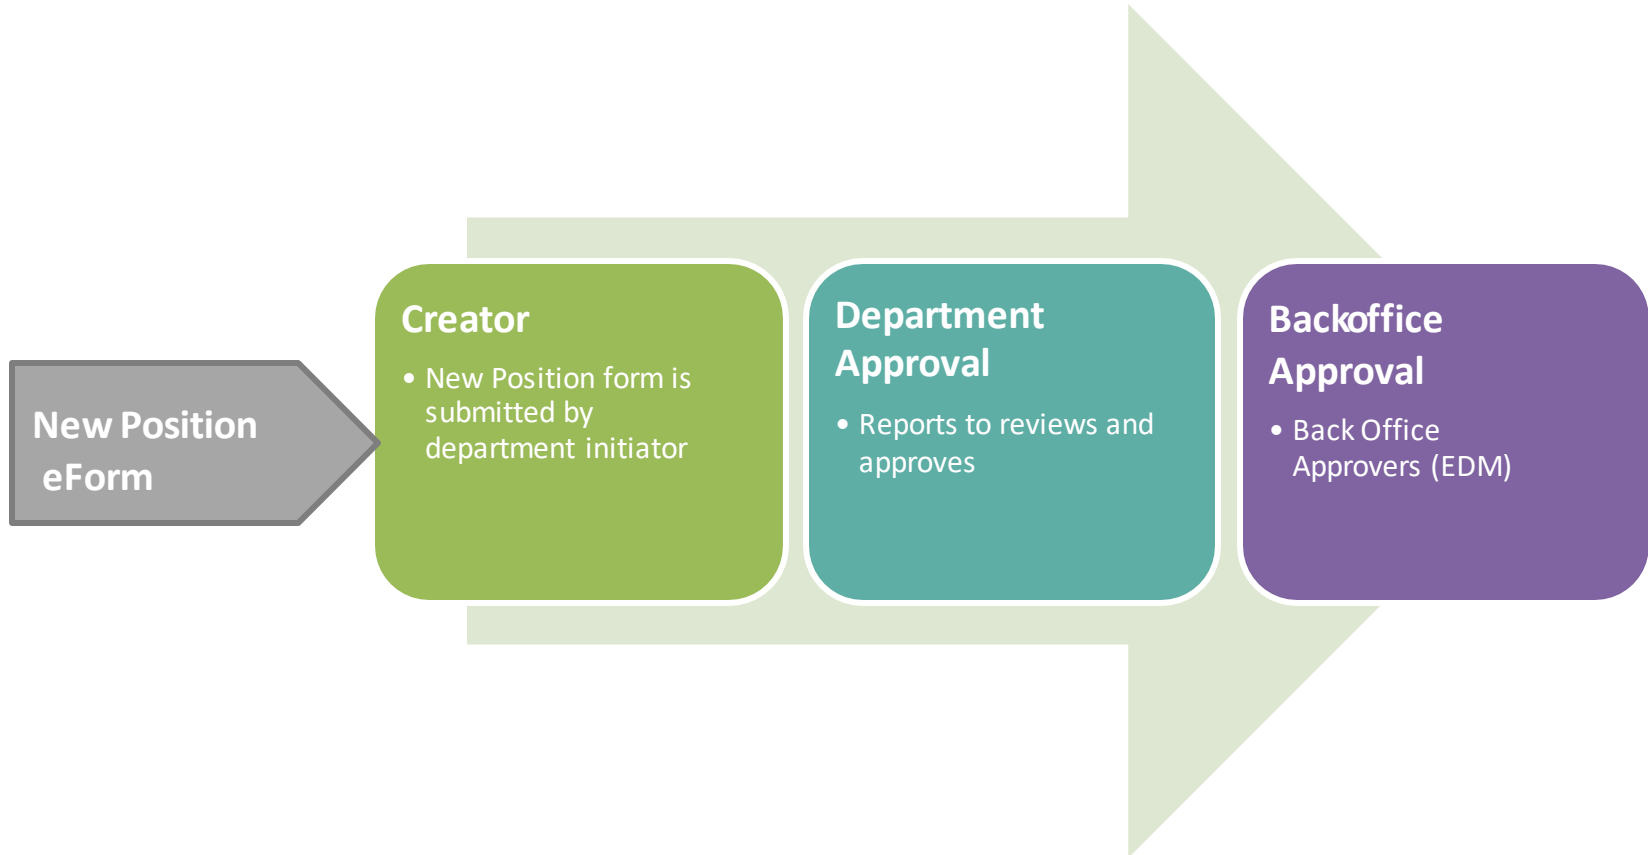 New Position
eForm
Creator
• New Position form is
submitted by
department initiator
Department
Approval
• Reports to reviews and
approves
Backoffice
Approval
• Back Office
Approvers (EDM)